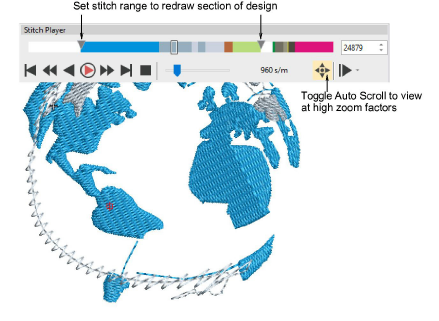 Set stitch range to redraw section of design
Stitch Player
24879
960 s/m
Toggle Auto Scroll to view
at high zoom factors